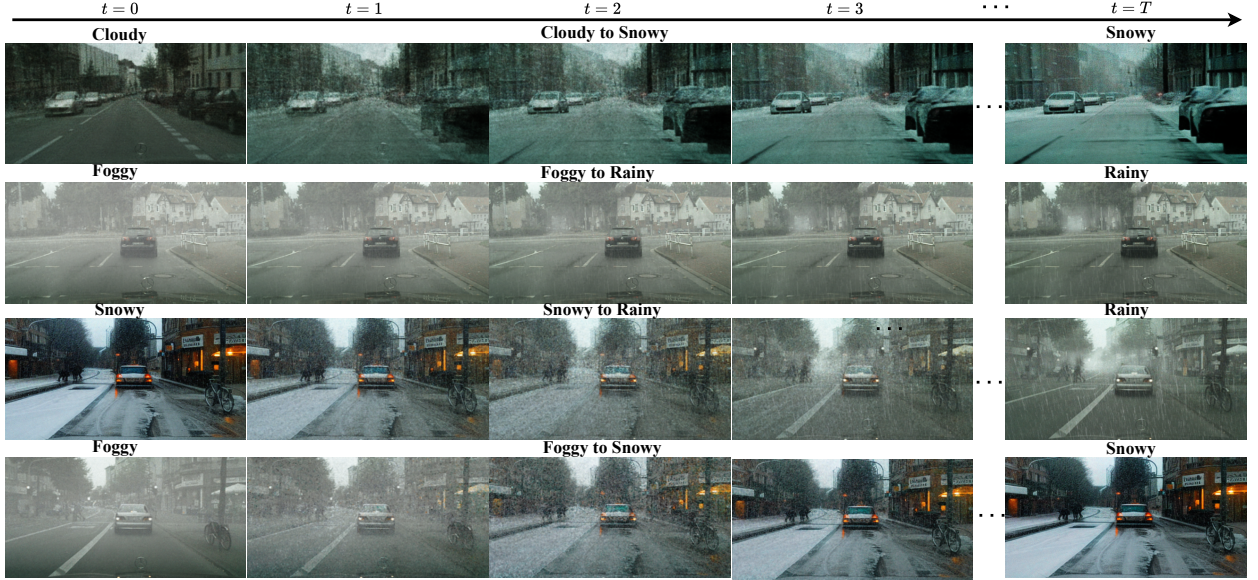 t = 0 t = 1 t = 2 t = 3 ... t = T
Cloudy Cloudy to Snowy Snowy
...
Foggy Foggy to Rainy Rainy
Snowy Snowy to Rainy Rainy
...
...
Foggy Foggy to Snowy Snowy
...